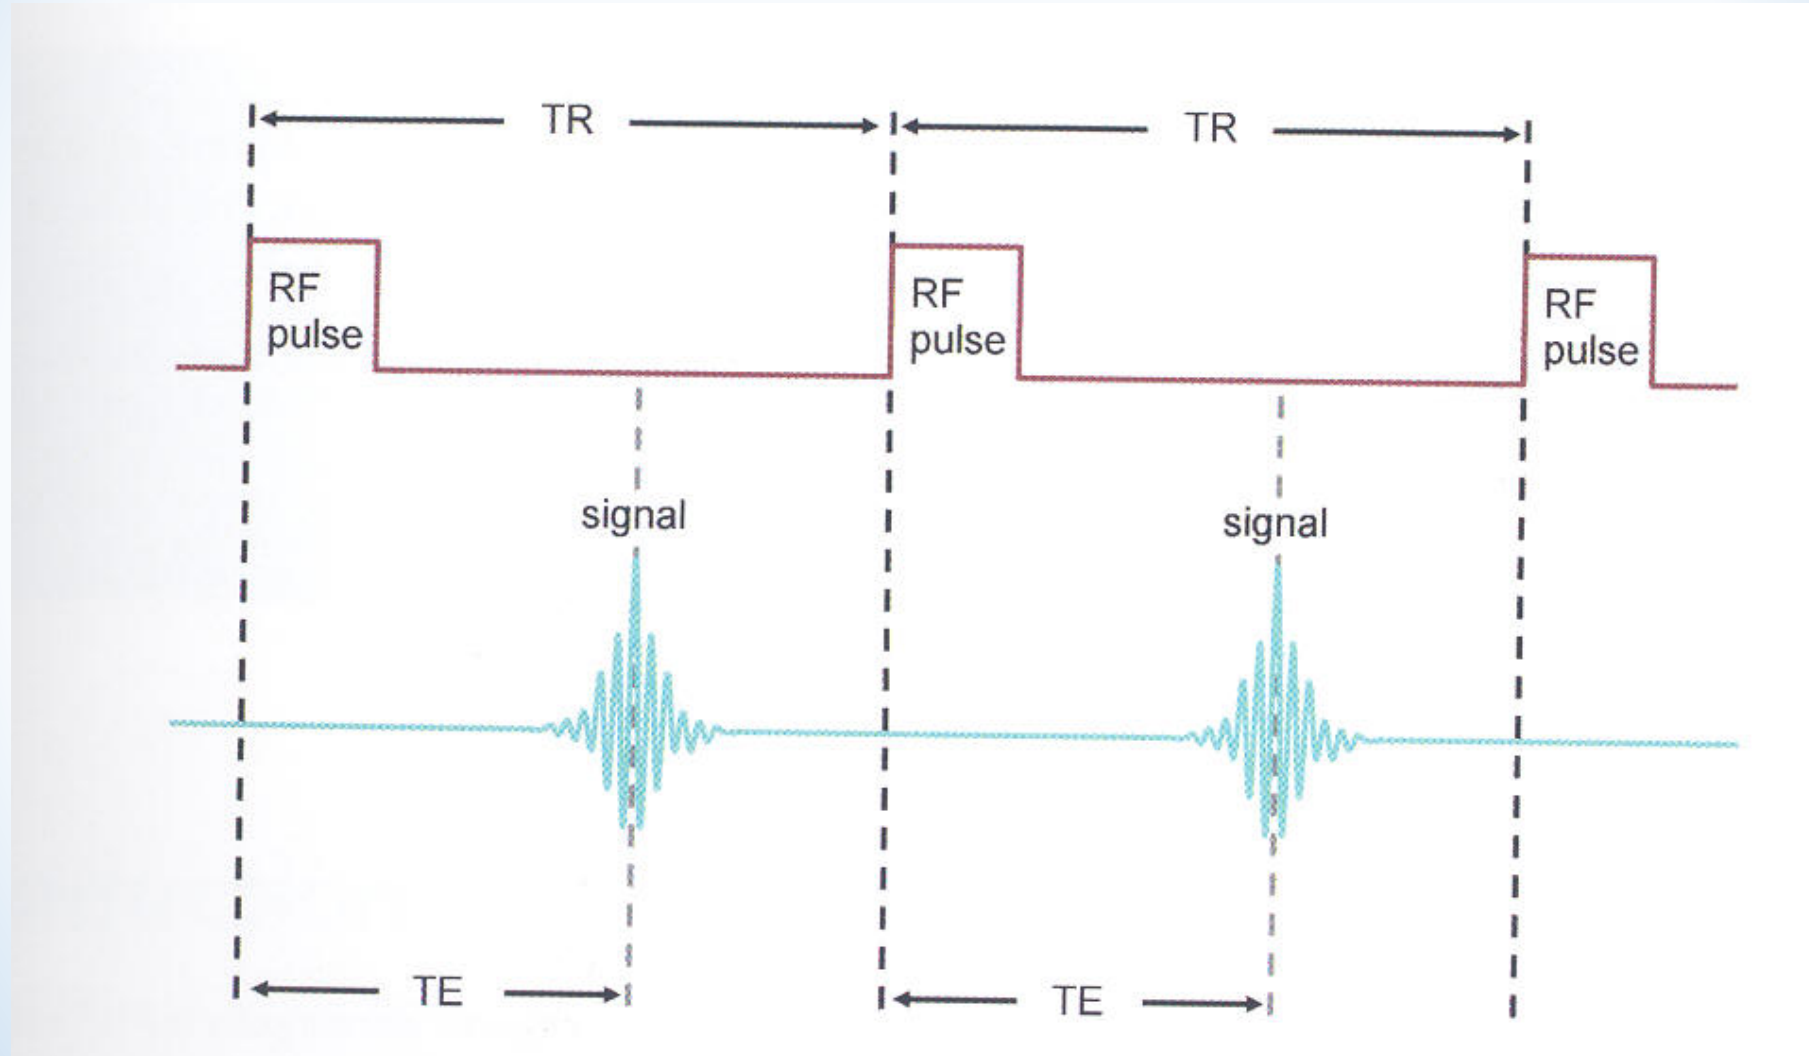 TR
TR
RF
pulse
RF
pulse
RF
pulse
signal
signal
TE
TE